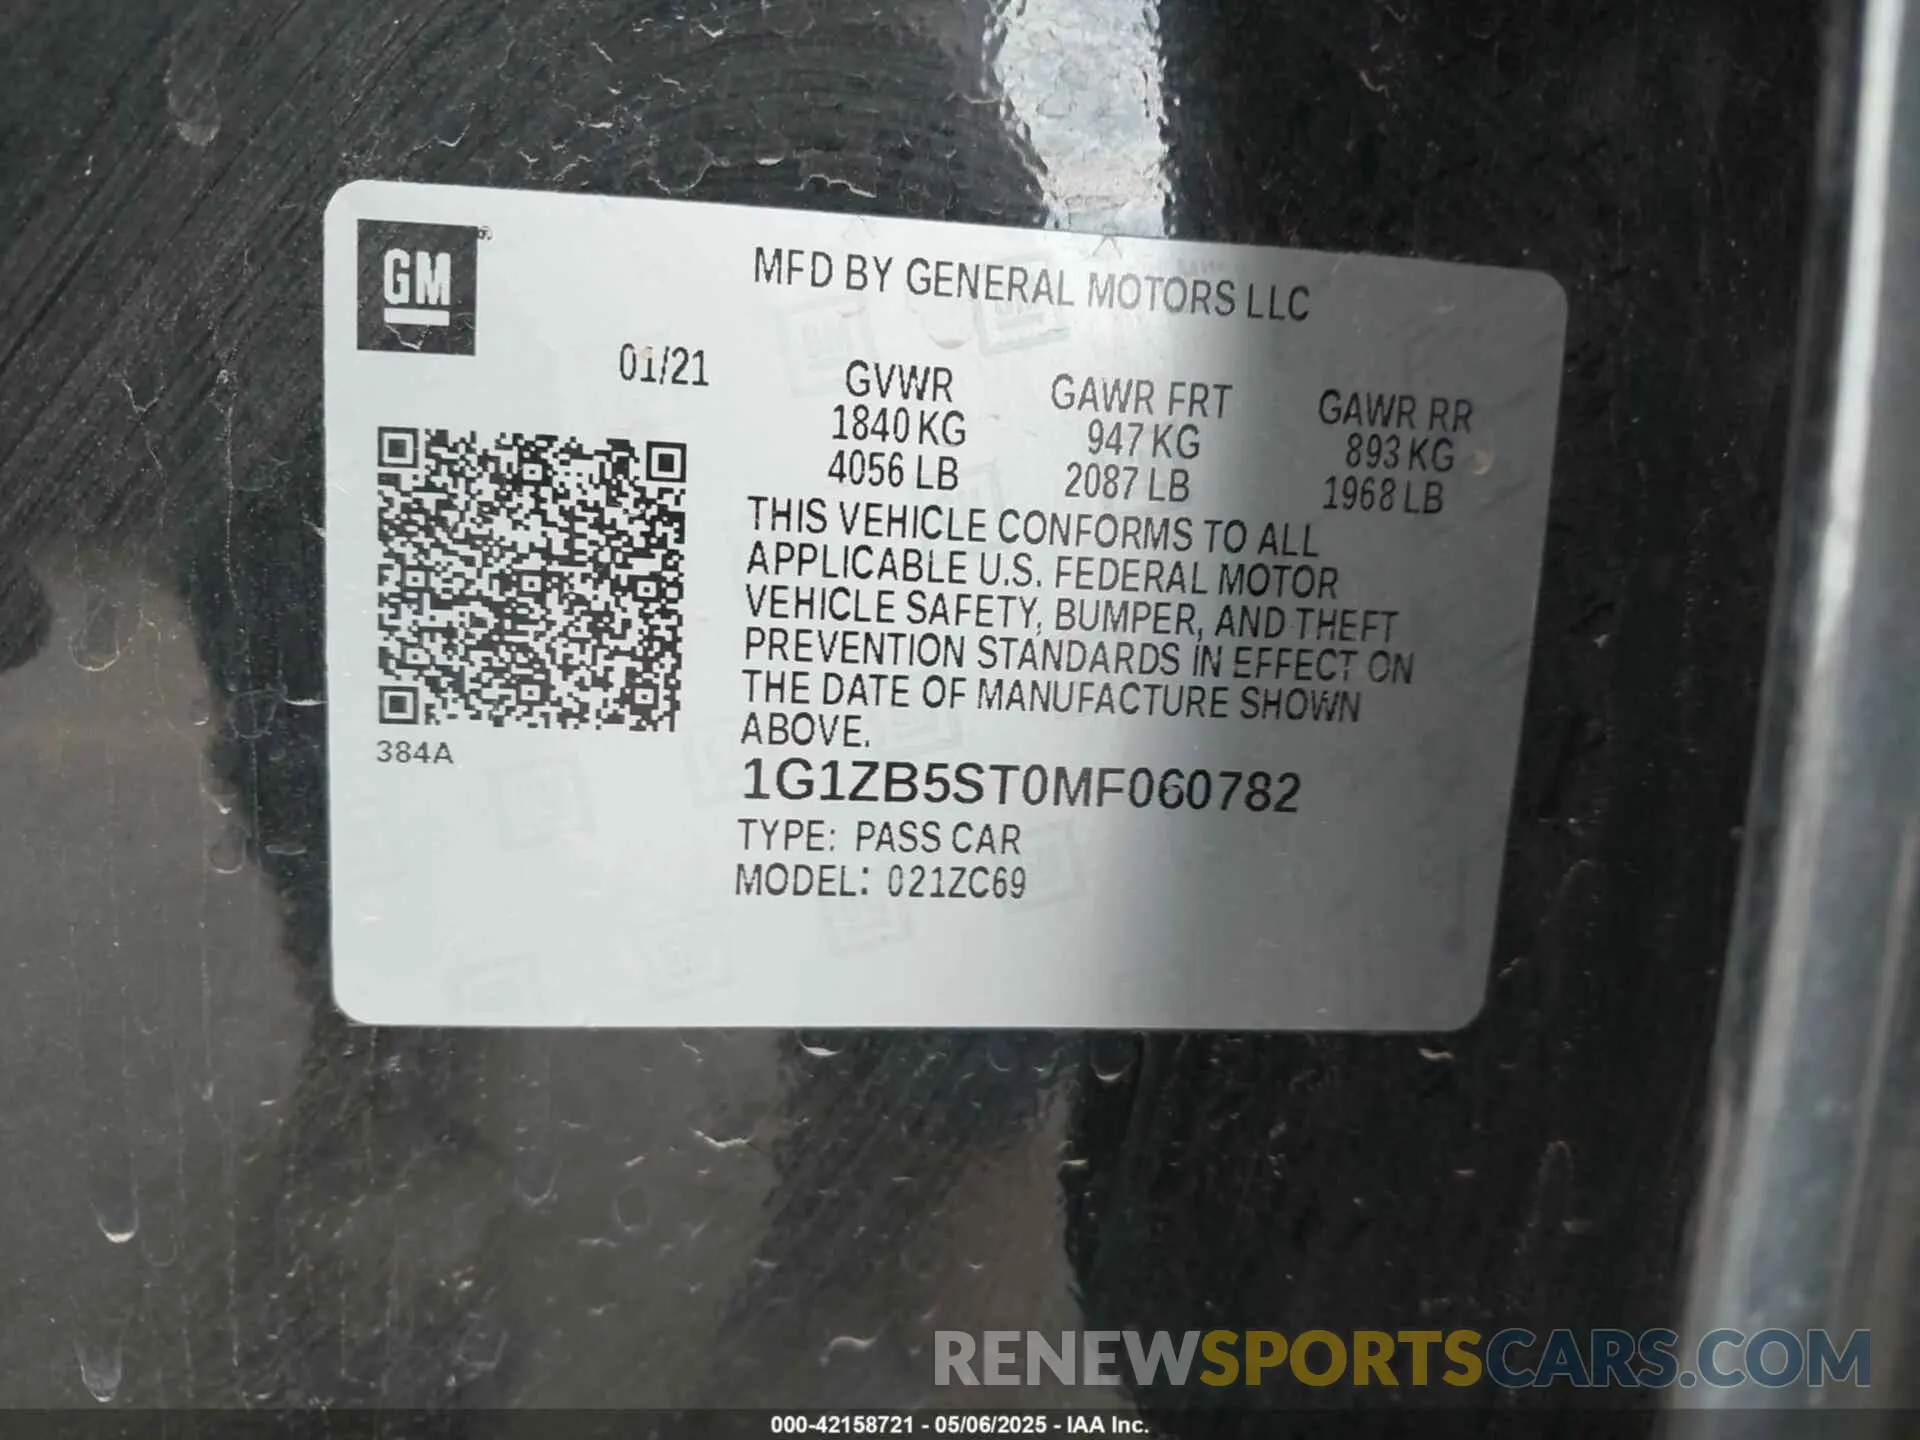 GM
MFD BY GENERAL MOTORS LLC
01/21
GVWR GAWR FRT GAWR RR
1840 KG 947 KG 893 KG
4056 LB 2087 LB 1968 LB
THIS VEHICLE CONFORMS TO ALL
APPLICABLE U.S. FEDERAL MOTOR
VEHICLE SAFETY, BUMPER, AND THEFT
PREVENTION STANDARDS IN EFFECT ON
THE DATE OF MANUFACTURE SHOWN
ABOVE.
384A
1G1ZB5ST0MF060782
TYPE: PASS CAR
MODEL: 021ZC69
RENEWSPORTSCARS.COM
000-42158721 - 05/06/2025 - IAA Inc.